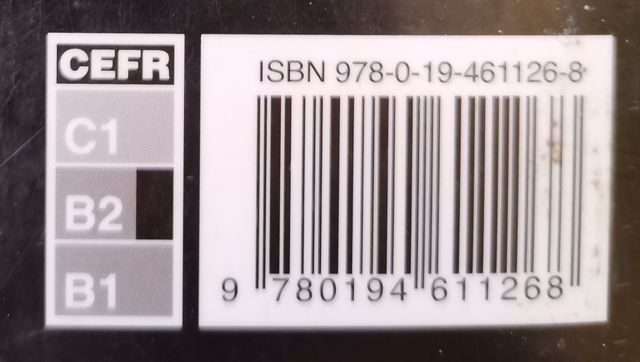 CEFR
C1
B2
B1
ISBN 978-0-19-461126-8
9 780194 611268